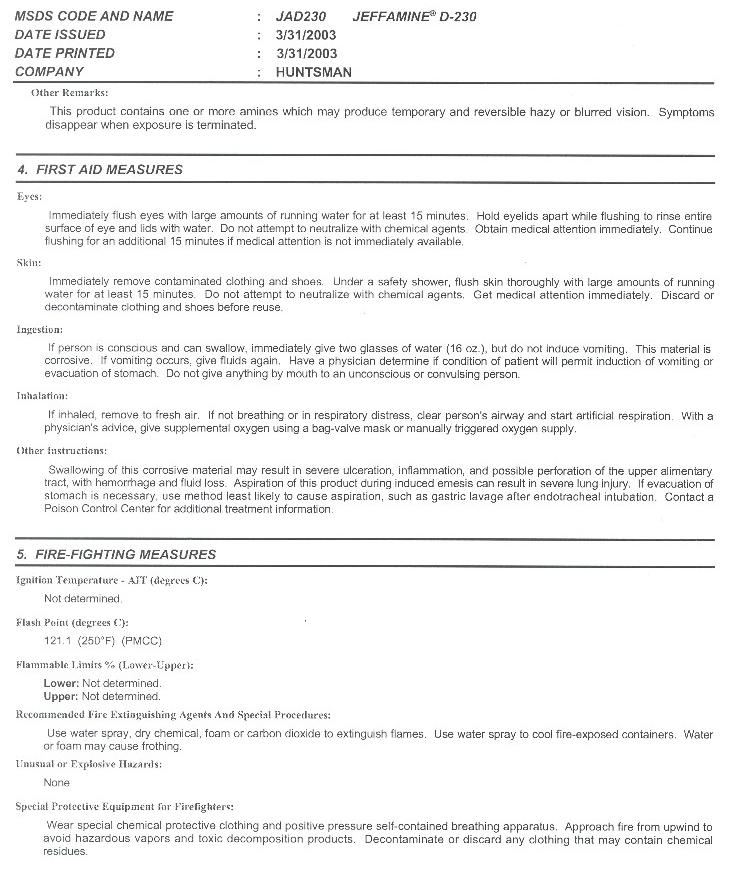 MSDS CODE AND NAME : JAD230 JEFFAMINE® D-230
DATE ISSUED : 3/31/2003
DATE PRINTED : 3/31/2003
COMPANY : HUNTSMAN
Other Remarks:
This product contains one or more amines which may produce temporary and reversible hazy or blurred vision. Symptoms
disappear when exposure is terminated.
4. FIRST AID MEASURES
Eyes:
Immediately flush eyes with large amounts of running water for at least 15 minutes. Hold eyelids apart while flushing to rinse entire
surface of eye and lids with water. Do not attempt to neutralize with chemical agents. Obtain medical attention immediately. Continue
flushing for an additional 15 minutes if medical attention is not immediately available.
Skin:
Immediately remove contaminated clothing and shoes. Under a safety shower, flush skin thoroughly with large amounts of running
water for at least 15 minutes. Do not attempt to neutralize with chemical agents. Get medical attention immediately. Discard or
decontaminate clothing and shoes before reuse.
Ingestion:
If person is conscious and can swallow, immediately give two glasses of water (16 oz.), but do not induce vomiting. This material is
corrosive. If vomiting occurs, give fluids again. Have a physician determine if condition of patient will permit induction of vomiting or
evacuation of stomach. Do not give anything by mouth to an unconscious or convulsing person.
Inhalation:
If inhaled, remove to fresh air. If not breathing or in respiratory distress, clear person's airway and start artificial respiration. With a
physician's advice, give supplemental oxygen using a bag-valve mask or manually triggered oxygen supply.
Other Instructions:
Swallowing of this corrosive material may result in severe ulceration, inflammation, and possible perforation of the upper alimentary
tract, with hemorrhage and fluid loss. Aspiration of this product during induced emesis can result in severe lung injury. If evacuation of
stomach is necessary, use method least likely to cause aspiration, such as gastric lavage after endotracheal intubation. Contact a
Poison Control Center for additional treatment information.
5. FIRE-FIGHTING MEASURES
Ignition Temperature - AIT (degrees C):
Not determined.
Flash Point (degrees C):
121.1 (250°F) (PMCC)
Flammable Limits % (Lower-Upper):
Lower: Not determined.
Upper: Not determined.
Recommended Fire Extinguishing Agents And Special Procedures:
Use water spray, dry chemical, foam or carbon dioxide to extinguish flames. Use water spray to cool fire-exposed containers. Water
or foam may cause frothing.
Unusual or Explosive Hazards:
None
Special Protective Equipment for Firefighters:
Wear special chemical protective clothing and positive pressure self-contained breathing apparatus. Approach fire from upwind to
avoid hazardous vapors and toxic decomposition products. Decontaminate or discard any clothing that may contain chemical
residues.